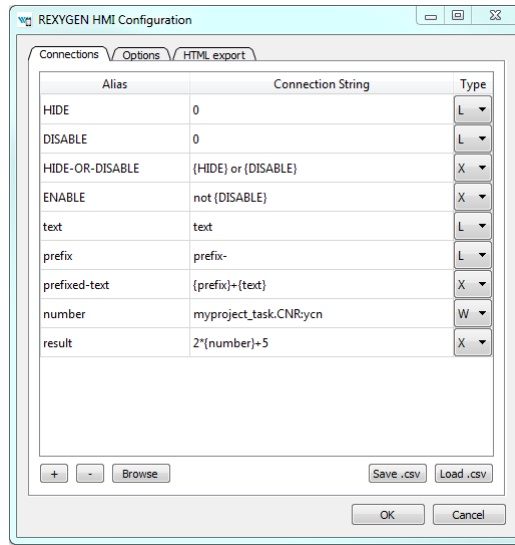 REXYGEN HMI Configuration
Connections Options HTML export
Alias Connection String Type
HIDE 0 L
DISABLE 0 L
HIDE-OR-DISABLE {HIDE} or {DISABLE} X
ENABLE not {DISABLE} X
text text L
prefix prefix- L
prefixed-text {prefix}+{text} X
number myproject_task.CNR:ycn W
result 2*{number}+5 X
+ - Browse Save .csv Load .csv
OK Cancel